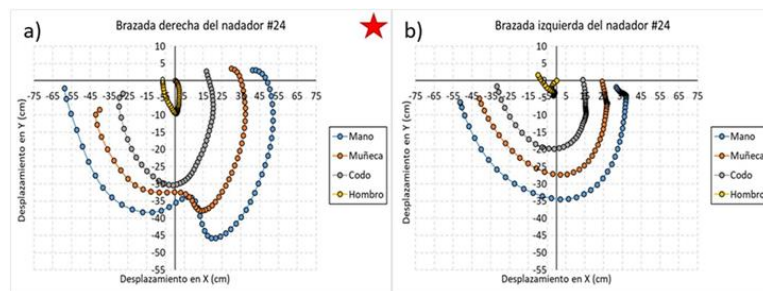 a)
Brazada derecha del nadador #24
Desplazamiento en Y (cm)
10
5
0
-5
-10
-15
-20
-25
-30
-35
-40
-45
-50
-55
-75 -65 -55 -45 -35 -25 -15 -5 5 15 25 35 45 55 65 75
Desplazamiento en X (cm)
Mano
Muñeca
Codo
Hombro
b)
Brazada izquierda del nadador #24
Desplazamiento en Y (cm)
10
5
0
-5
-10
-15
-20
-25
-30
-35
-40
-45
-50
-55
-75 -65 -55 -45 -35 -25 -15 -5 5 15 25 35 45 55 65 75
Desplazamiento en X (cm)
Mano
Muñeca
Codo
Hombro